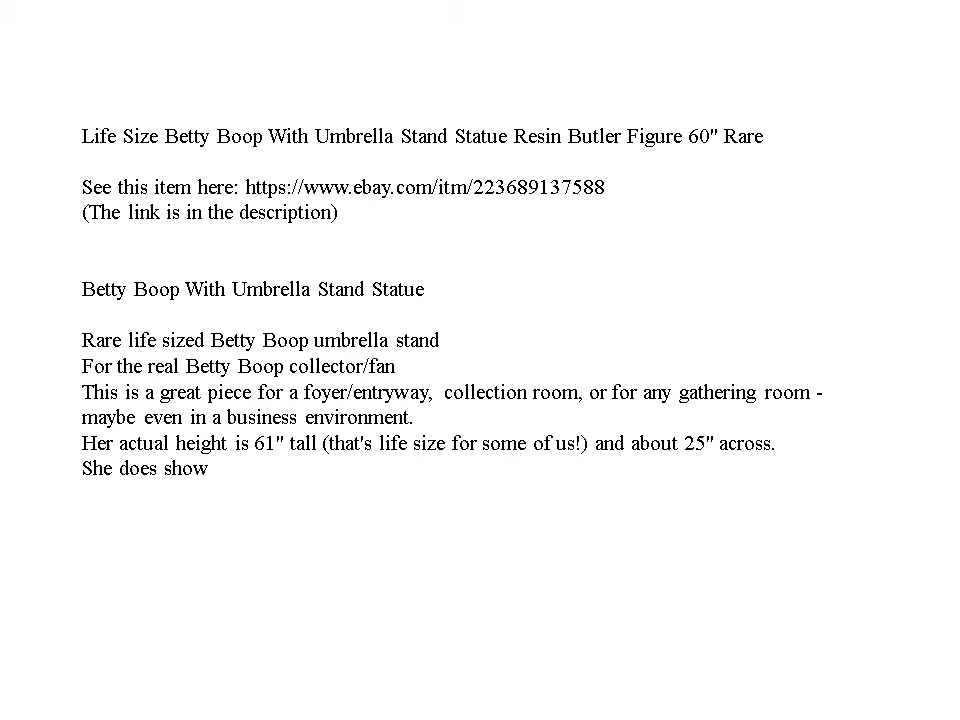 Life Size Betty Boop With Umbrella Stand Statue Resin Butler Figure 60" Rare
See this item here: https://www.ebay.com/itm/223689137588
(The link is in the description)
Betty Boop With Umbrella Stand Statue
Rare life sized Betty Boop umbrella stand
For the real Betty Boop collector/fan
This is a great piece for a foyer/entryway,  collection room, or for any gathering room -
maybe even in a business environment.
Her actual height is 61" tall (that's life size for some of us!) and about 25" across.
She does show